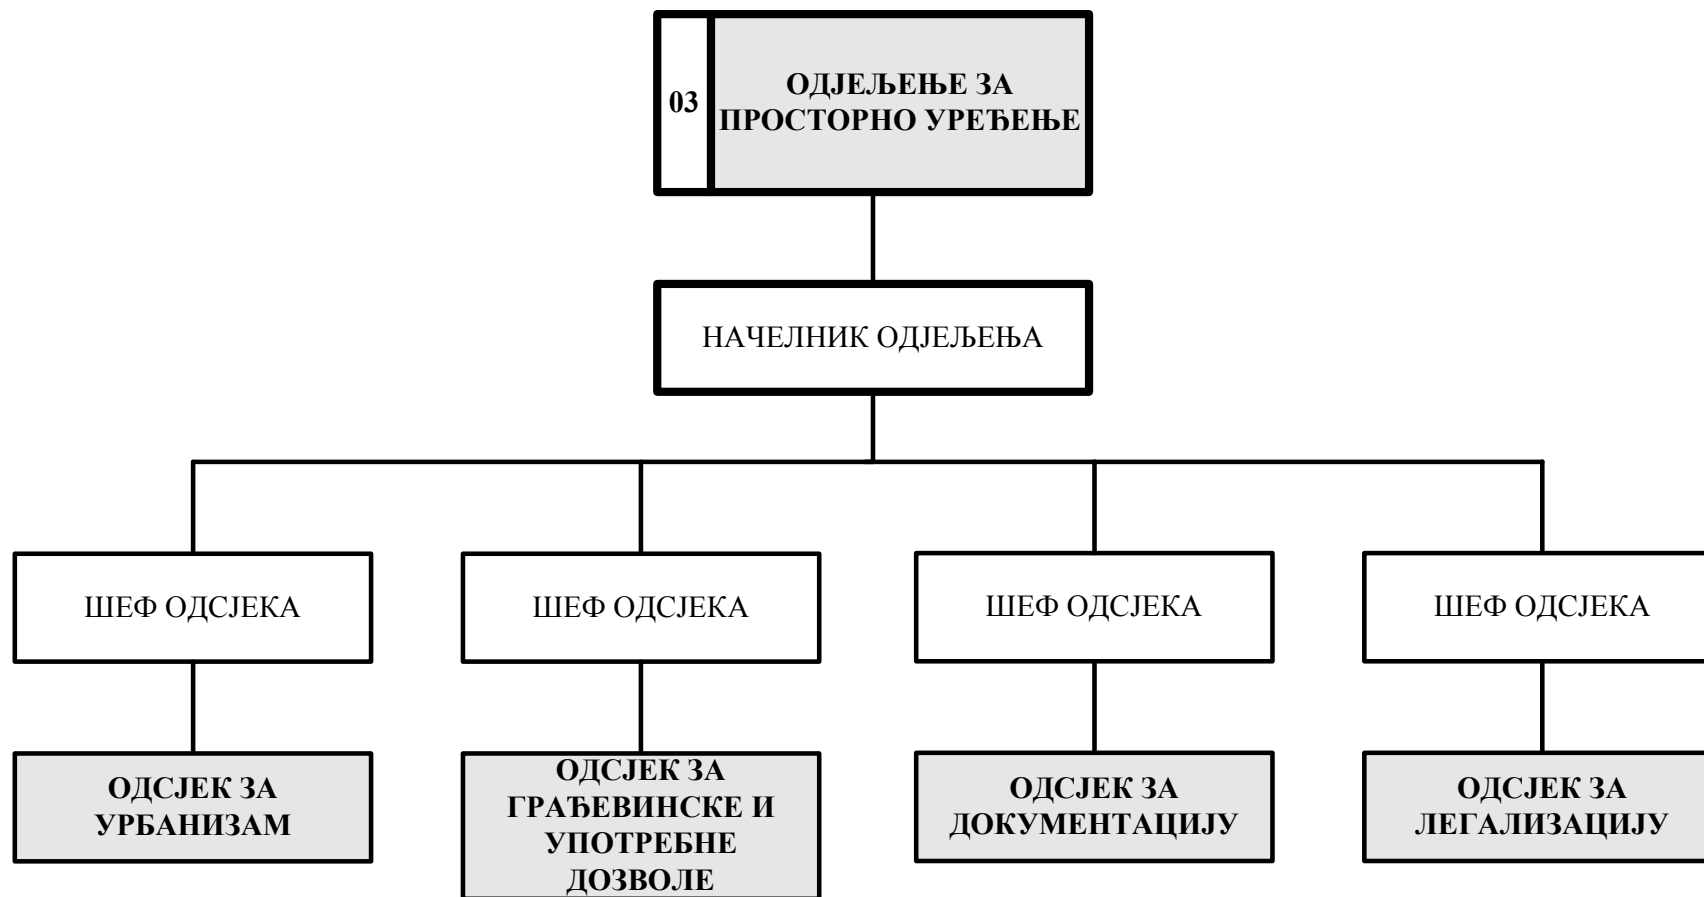 03
ОДЈЕЉЕЊЕ ЗА
ПРОСТОРНО УРЕЂЕЊЕ
НАЧЕЛНИК ОДЈЕЉЕЊА
ШЕФ ОДСЈЕКА
ШЕФ ОДСЈЕКА
ШЕФ ОДСЈЕКА
ШЕФ ОДСЈЕКА
ОДСЈЕК ЗА
УРБАНИЗАМ
ОДСЈЕК ЗА
ГРАЂЕВИНСКЕ И
УПОТРЕБНЕ
ДОЗВОЛЕ
ОДСЈЕК ЗА
ДОКУМЕНТАЦИЈУ
ОДСЈЕК ЗА
ЛЕГАЛИЗАЦИЈУ